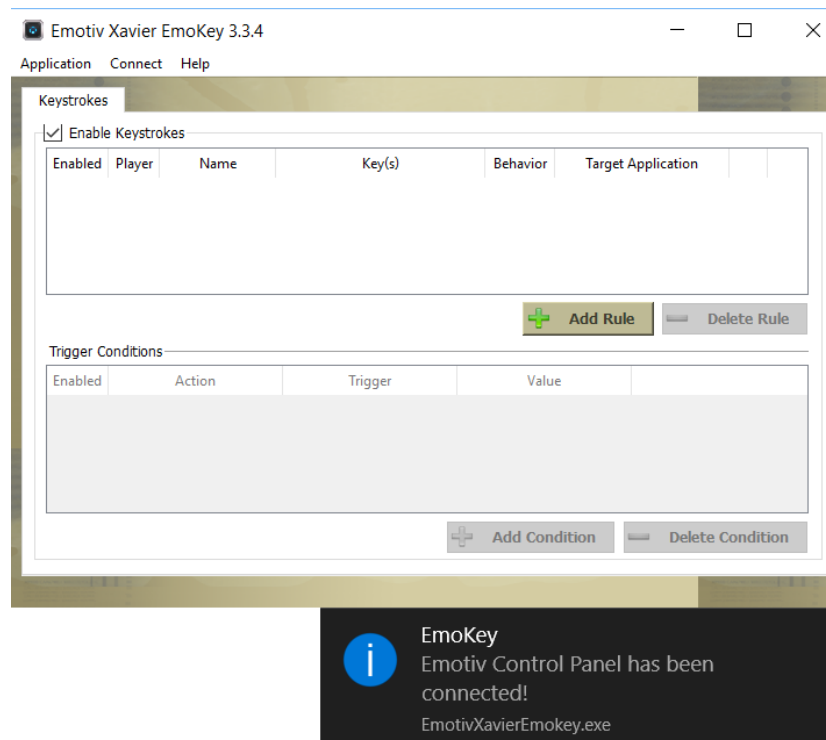 Emotiv Xavier EmoKey 3.3.4
Application Connect Help
Keystrokes
Enable Keystrokes
Enabled Player Name Key(s) Behavior Target Application
Add Rule Delete Rule
Trigger Conditions
Enabled Action Trigger Value
Add Condition Delete Condition
EmoKey
Emotiv Control Panel has been
connected!
EmotivXavierEmokey.exe